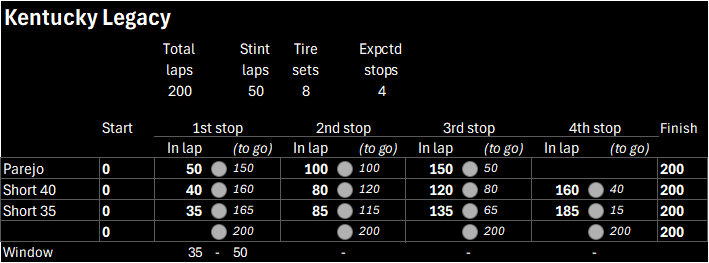 Kentucky Legacy
Total laps Stint laps Tire sets Expctd stops
200 50 8 4
Start 1st stop 2nd stop 3rd stop 4th stop Finish
In lap (to go) In lap (to go) In lap (to go) In lap (to go)
Parejo 0 50 150 100 100 150 50 200
Short 40 0 40 160 80 120 120 80 160 40 200
Short 35 0 35 165 85 115 135 65 185 15 200
0 200 200 200 200 200
Window 35 - 50 - - -